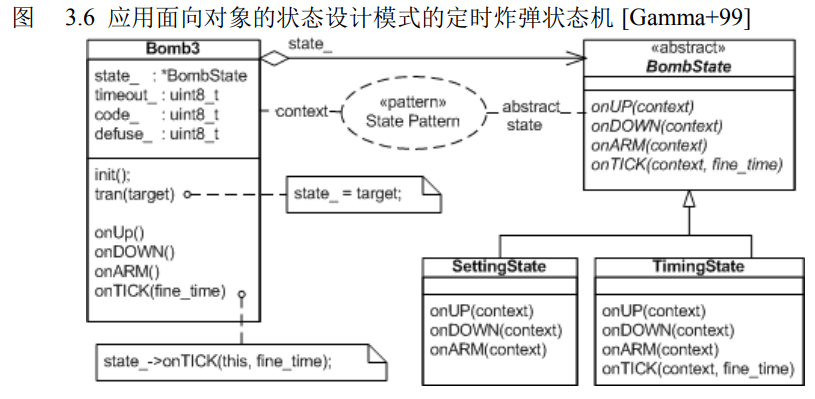 图 3.6 应用面向对象的状态设计模式的定时炸弹状态机 [Gamma+99]
Bomb3
state_ : *BombState
timeout_ : uint8_t
code_ : uint8_t
defuse_ : uint8_t
init();
tran(target)
onUp()
onDOWN()
onARM()
onTICK(fine_time)
state_
context
«pattern»
State Pattern
abstract
state
state_ = target;
state_->onTICK(this, fine_time);
«abstract»
BombState
onUP(context)
onDOWN(context)
onARM(context)
onTICK(context, fine_time)
SettingState
onUP(context)
onDOWN(context)
onARM(context)
TimingState
onUP(context)
onDOWN(context)
onARM(context)
onTICK(context, fine_time)